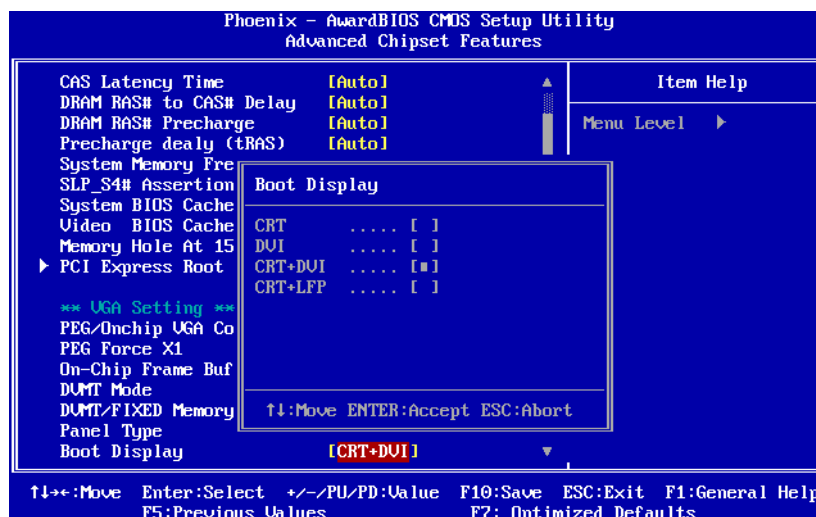 Phoenix - AwardBIOS CMOS Setup Utility
Advanced Chipset Features
CAS Latency Time [Auto]
DRAM RAS# to CAS# Delay [Auto]
DRAM RAS# Precharge [Auto]
Precharge dealy (tRAS) [Auto]
System Memory Fre
SLP_S4# Assertion
System BIOS Cache
Video BIOS Cache
Memory Hole At 15
PCI Express Root
** VGA Setting **
PEG/Onchip VGA Co
PEG Force X1
On-Chip Frame Buf
DVMT Mode
DVMT/FIXED Memory
Panel Type
Boot Display [CRT+DVI]
Item Help
Menu Level
Boot Display
CRT ..... [ ]
DVI ..... [ ]
CRT+DVI ..... [■]
CRT+LFP ..... [ ]
↑↓:Move ENTER:Accept ESC:Abort
↑↓→←:Move Enter:Select +/-/PU/PD:Value F10:Save ESC:Exit F1:General Help
F5:Previous Values F7: Optimized Defaults